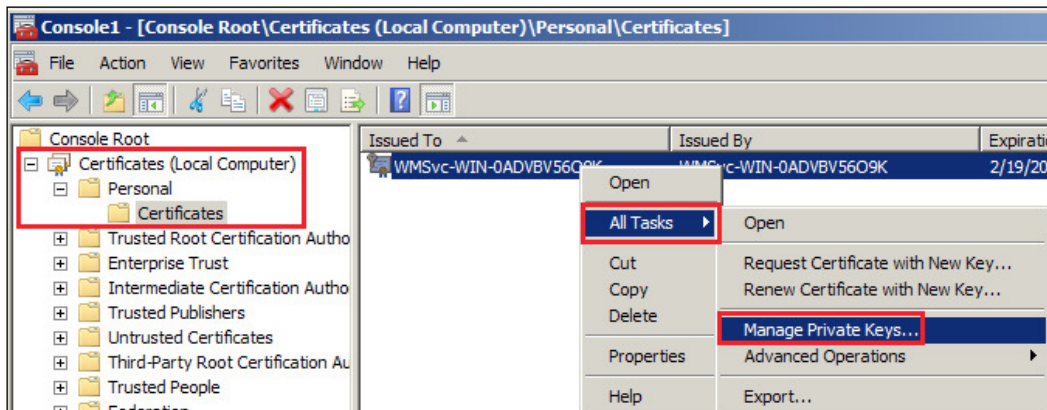 Console1 - [Console Root\Certificates (Local Computer)\Personal\Certificates]
File Action View Favorites Window Help
Console Root
Certificates (Local Computer)
Personal
Certificates
Trusted Root Certification Autho
Enterprise Trust
Intermediate Certification Autho
Trusted Publishers
Untrusted Certificates
Third-Party Root Certification Au
Trusted People
Issued To Issued By Expirati
WMSvc-WIN-0ADVBV56O9K WMSvc-WIN-0ADVBV56O9K 2/19/20
Open
All Tasks
Cut
Copy
Delete
Properties
Help
Open
Request Certificate with New Key...
Renew Certificate with New Key...
Manage Private Keys...
Advanced Operations
Export...